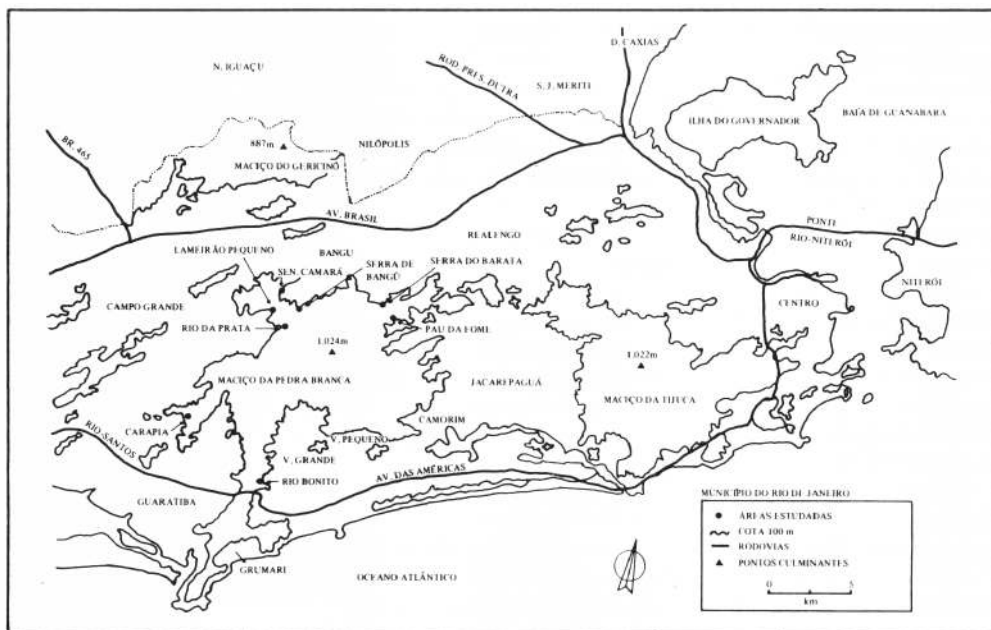 D. CAXIAS
N. IGUAÇU
ROD. PRES. DUTRA
S. J. MERITI
ILHA DO GOVERNADOR
BAÍA DE GUANABARA
BR. 465
887m
NILÓPOLIS
MACIÇO DO GERICINÓ
AV. BRASIL
REALENGO
PONTE
RIO-NITERÓI
LAMEIRÃO PEQUENO
BANGU
SEN. CAMARÁ
SERRA DE
BANGÚ
SERRA DO BARATA
CAMPO GRANDE
CENTRO
NITERÓI
RIO DA PRATA
PAU DA FOME
1.024m
1.022m
MACIÇO DA PEDRA BRANCA
JACAREPAGUÁ
MACIÇO DA TIJUCA
RIO-SANTOS
CARAPIA
CAMORIM
V. PEQUENO
V. GRANDE
RIO BONITO
AV. DAS AMÉRICAS
GUARATIBA
GRUMARI
OCEANO ATLÂNTICO
MUNICÍPIO DO RIO DE JANEIRO
ÁREAS ESTUDADAS
COTA 100 m
RODOVIAS
PONTOS CULMINANTES
0 5
km